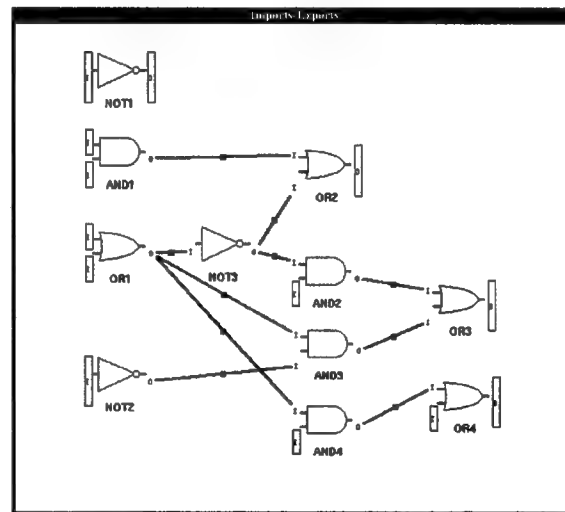 Imports-Exports
NOT1
AND1
OR2
OR1
NOT3
AND2
OR3
AND3
NOT2
AND4
OR4